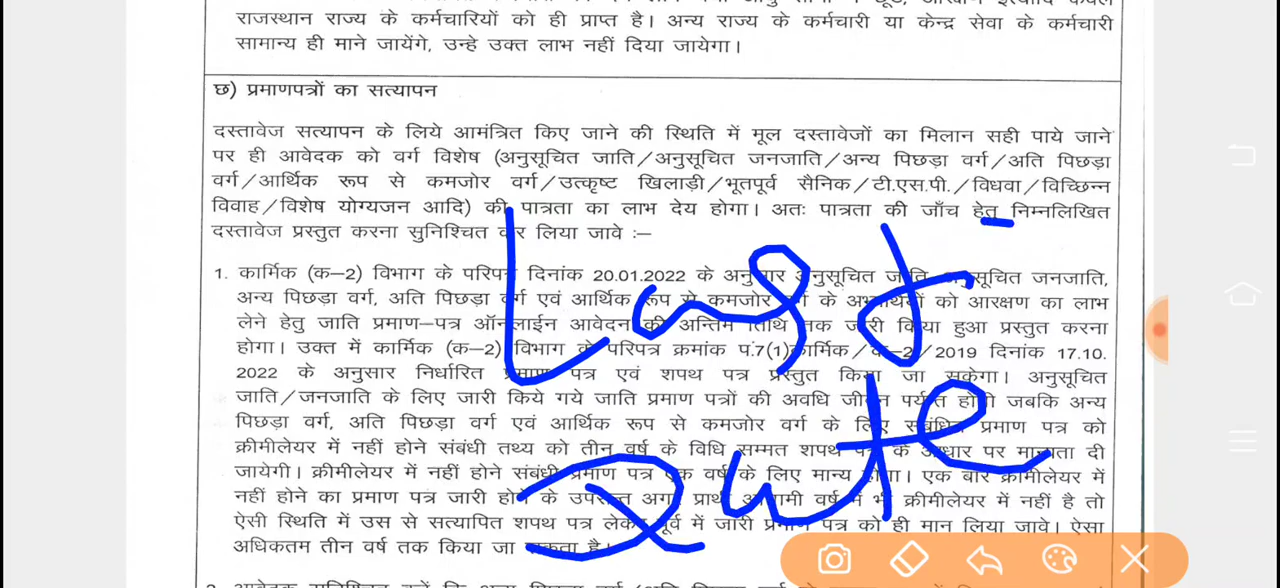 राजस्थान राज्य के कर्मचारियों को ही प्राप्त है। अन्य राज्य के कर्मचारी या केन्द्र सेवा के कर्मचारी
सामान्य ही माने जायेंगे, उन्हे उक्त लाभ नहीं दिया जायेगा।
छ) प्रमाणपत्रों का सत्यापन
दस्तावेज सत्यापन के लिये आमंत्रित किए जाने की स्थिति में मूल दस्तावेजों का मिलान सही पाये जाने
पर ही आवेदक को वर्ग विशेष (अनुसूचित जाति/अनुसूचित जनजाति/अन्य पिछड़ा वर्ग/अति पिछड़ा
वर्ग/आर्थिक रूप से कमजोर वर्ग/उत्कृष्ट खिलाड़ी/भूतपूर्व सैनिक/टी.एस.पी./विधवा/विच्छिन्न
विवाह/विशेष योग्यजन आदि) की पात्रता का लाभ देय होगा। अतः पात्रता की जाँच हेतु निम्नलिखित
दस्तावेज प्रस्तुत करना सुनिश्चित कर लिया जावे :–
1. कार्मिक (क–2) विभाग के परिपत्र दिनांक 20.01.2022 के अनुसार अनुसूचित जाति, अनुसूचित जनजाति,
अन्य पिछड़ा वर्ग, अति पिछड़ा वर्ग एवं आर्थिक रूप से कमजोर वर्ग के अभ्यर्थियों को आरक्षण का लाभ
लेने हेतु जाति प्रमाण–पत्र ऑनलाईन आवेदन की अन्तिम तिथि तक जारी किया हुआ प्रस्तुत करना
होगा। उक्त में कार्मिक (क–2) विभाग के परिपत्र क्रमांक प.7(1)कार्मिक/क–2/2019 दिनांक 17.10.
2022 के अनुसार निर्धारित प्रमाण पत्र एवं शपथ पत्र प्रस्तुत किया जा सकेगा। अनुसूचित
जाति/जनजाति के लिए जारी किये गये जाति प्रमाण पत्रों की अवधि जीवन पर्यन्त होगी जबकि अन्य
पिछड़ा वर्ग, अति पिछड़ा वर्ग एवं आर्थिक रूप से कमजोर वर्ग के लिए संबंधित प्रमाण पत्र को
क्रीमीलेयर में नहीं होने संबंधी तथ्य को तीन वर्ष के विधि सम्मत शपथ पत्र के आधार पर मान्यता दी
जायेगी। क्रीमीलेयर में नहीं होने संबंधी प्रमाण पत्र एक वर्ष के लिए मान्य होगा। एक बार क्रीमीलेयर में
नहीं होने का प्रमाण पत्र जारी होने के उपरान्त अगर प्रार्थी आगामी वर्ष में भी क्रीमीलेयर में नहीं है तो
ऐसी स्थिति में उस से सत्यापित शपथ पत्र लेकर पूर्व में जारी प्रमाण पत्र को ही मान लिया जावे। ऐसा
अधिकतम तीन वर्ष तक किया जा सकता है।
Last
Date